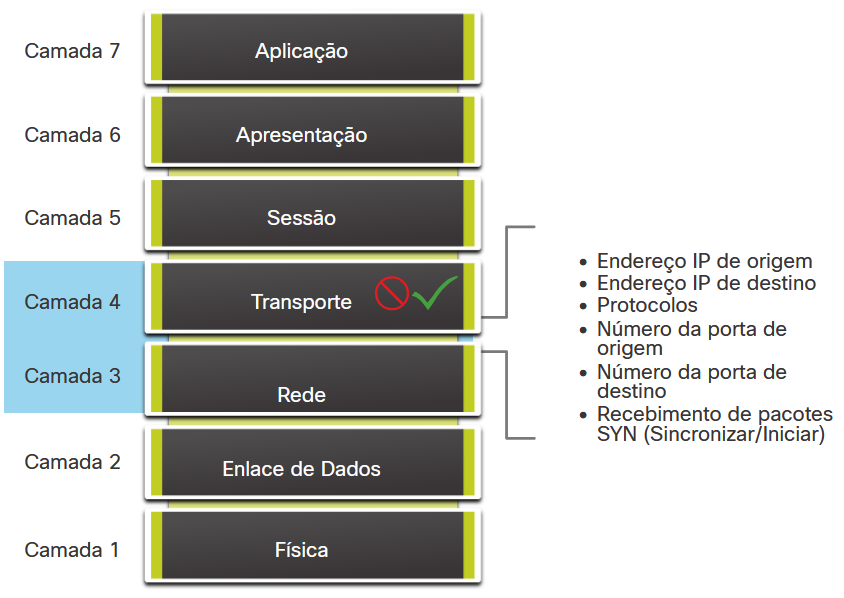 Camada 7
Aplicação
Camada 6
Apresentação
Camada 5
Sessão
Camada 4
Transporte
Camada 3
Rede
Camada 2
Enlace de Dados
Camada 1
Física
• Endereço IP de origem
• Endereço IP de destino
• Protocolos
• Número da porta de
origem
• Número da porta de
destino
• Recebimento de pacotes
SYN (Sincronizar/Iniciar)